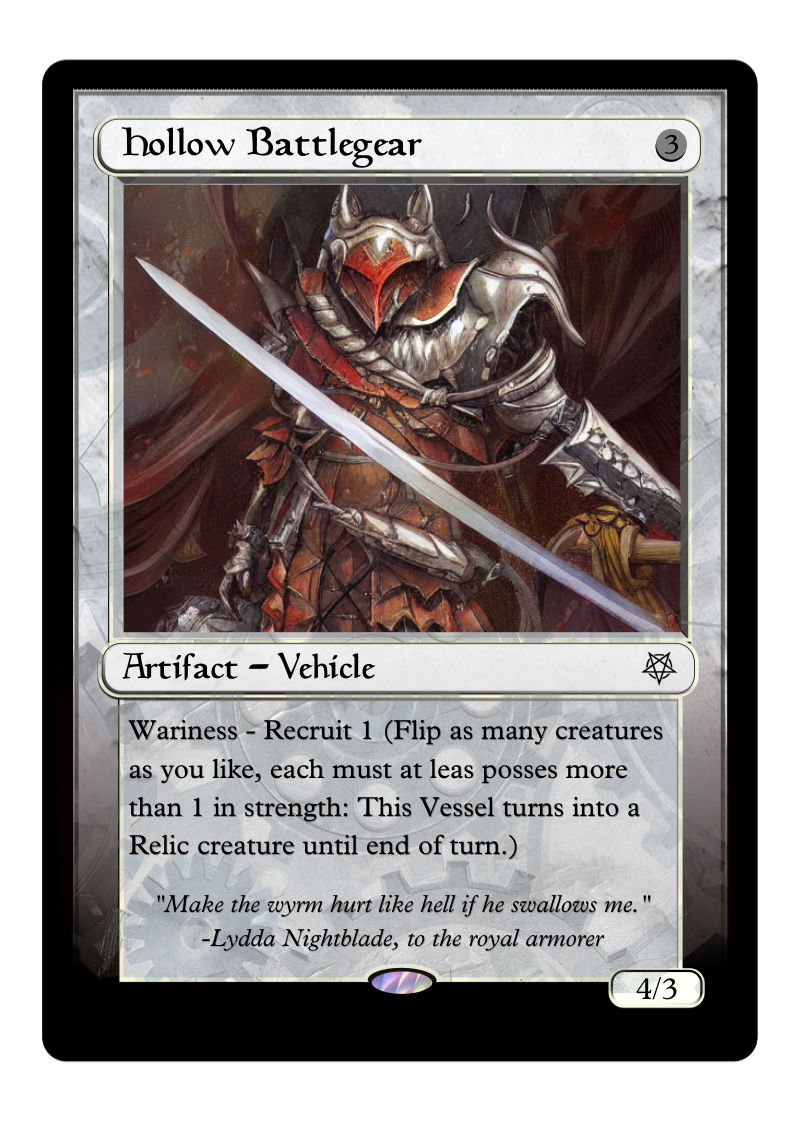 Hollow Battlegear
3
Artifact – Vehicle
Wariness - Recruit 1 (Flip as many creatures
as you like, each must at leas posses more
than 1 in strength: This Vessel turns into a
Relic creature until end of turn.)
"Make the wyrm hurt like hell if he swallows me."
-Lydda Nightblade, to the royal armorer
4/3